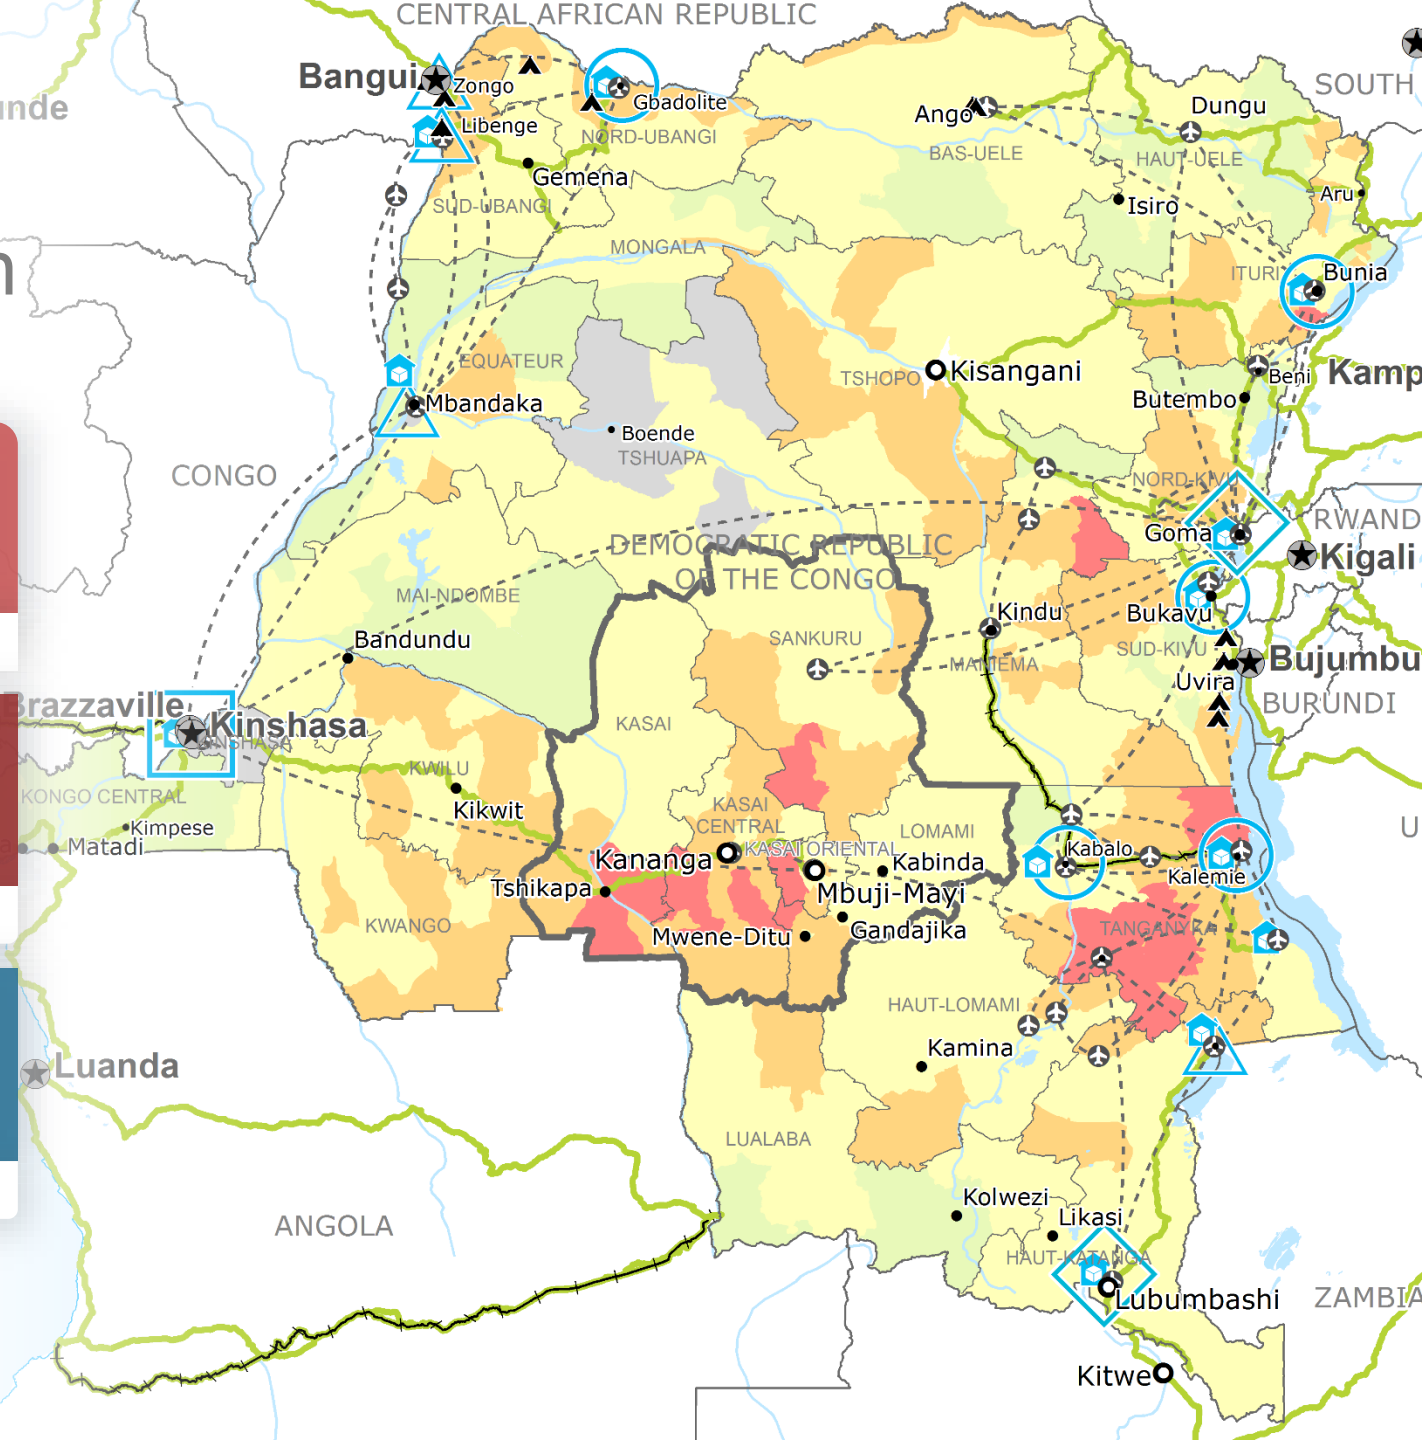 CENTRAL AFRICAN REPUBLIC
SOUTH
Bangui
Zongo
Gbadolite
Libenge
NORD-UBANGI
Ango
Dungu
BAS-UELE
HAUT-UELE
Gemena
SUD-UBANGI
Isiro
Aru
MONGALA
ITURI
Bunia
EQUATEUR
TSHOPO
Kisangani
Beni
Kamp
Butembo
Mbandaka
Boende
TSHUAPA
CONGO
NORD-KIVU
RWAND
Goma
Kigali
DEMOCRATIC REPUBLIC
OF THE CONGO
MAI-NDOMBE
Bukavu
Kindu
Bandundu
SANKURU
MANIEMA
SUD-KIVU
Bujumbu
Uvira
BURUNDI
Brazzaville
Kinshasa
KINSHASA
KASAI
KWILU
KONGO CENTRAL
Kikwit
KASAI
CENTRAL
LOMAMI
U
Kimpese
Matadi
KASAI ORIENTAL
Kabalo
Kananga
Kabinda
Kalemie
Tshikapa
Mbuji-Mayi
KWANGO
Mwene-Ditu
Gandajika
TANGANYKA
HAUT-LOMAMI
Kamina
Luanda
LUALABA
Kolwezi
Likasi
ANGOLA
HAUT-KATANGA
Lubumbashi
ZAMBIA
Kitwe